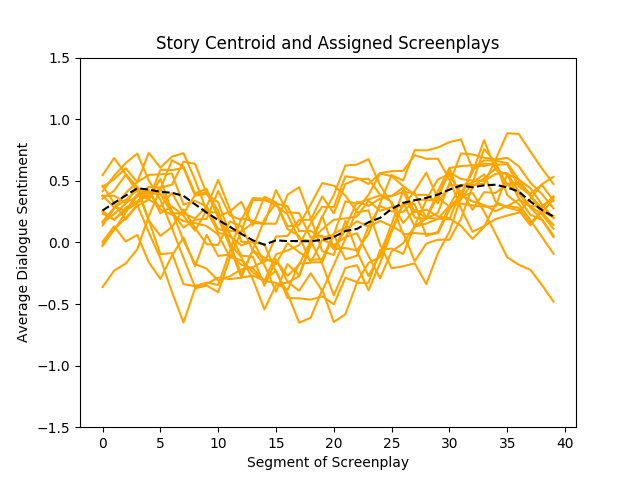 Story Centroid and Assigned Screenplays
1.5
1.0
0.5
0.0
−0.5
−1.0
−1.5
Average Dialogue Sentiment
0 5 10 15 20 25 30 35 40
Segment of Screenplay